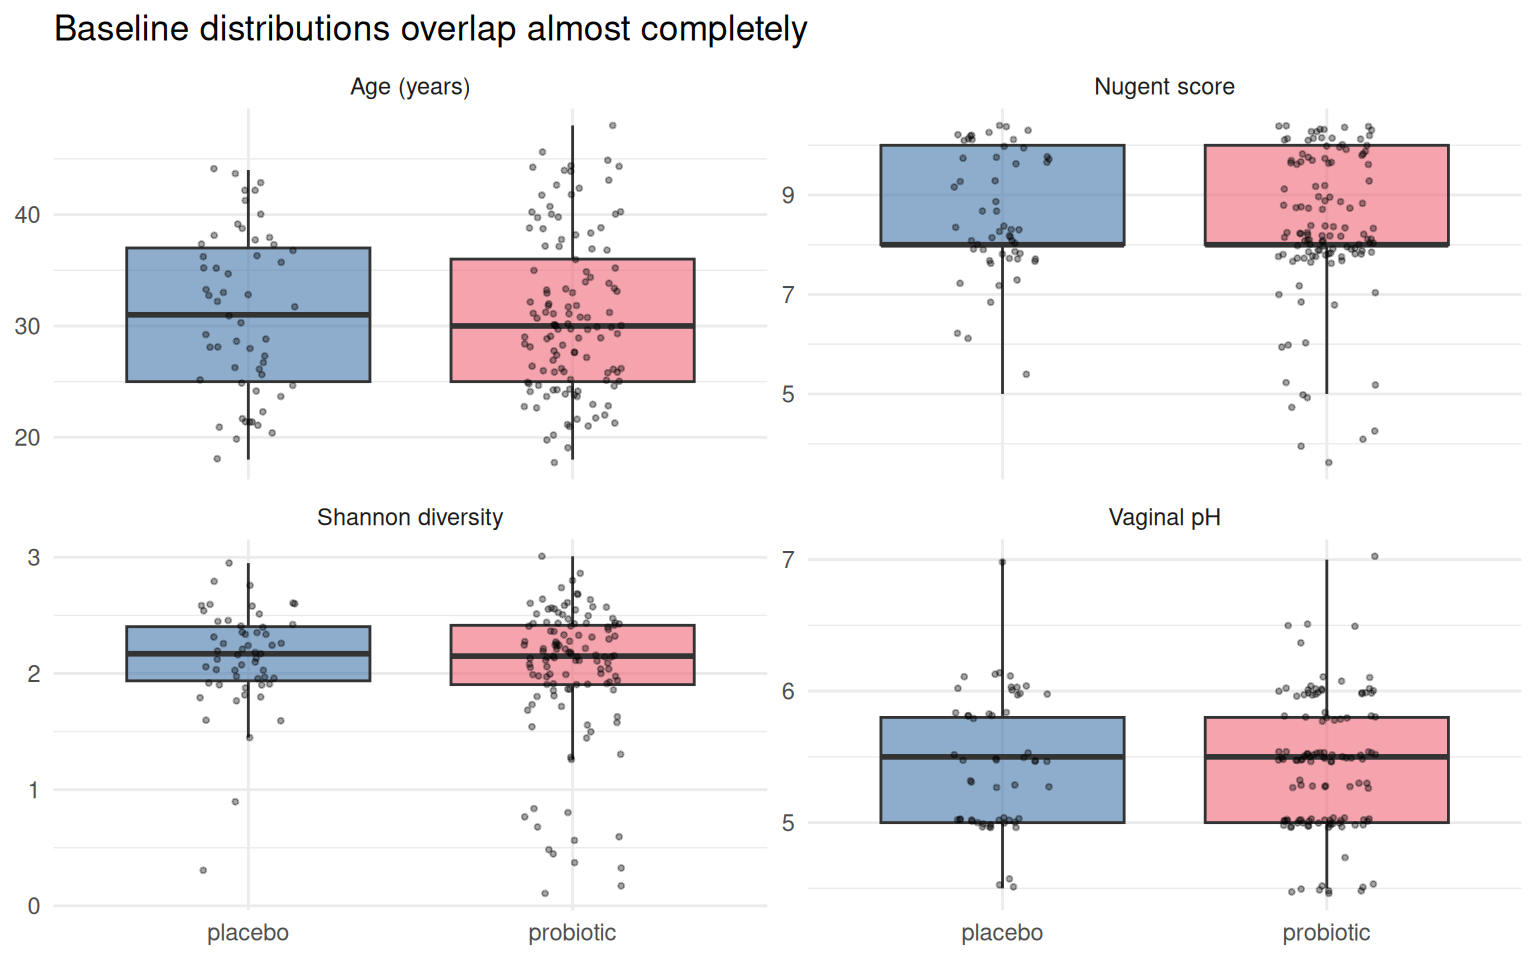 Baseline distributions overlap almost completely
Age (years)
40
30
20
Nugent score
9
7
5
Shannon diversity
3
2
1
0
placebo
probiotic
Vaginal pH
7
6
5
placebo
probiotic